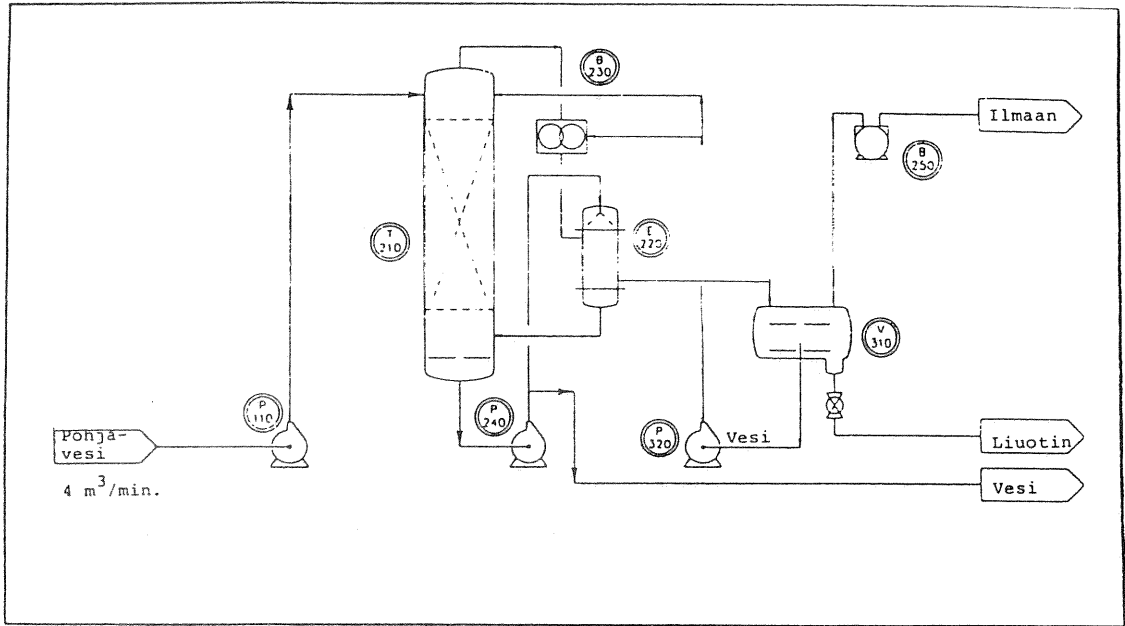 B
230
Ilmaan
B
250
T
210
E
220
V
310
P
110
P
240
P
320
Vesi
Pohja-
vesi
Liuotin
Vesi
4 m³/min.